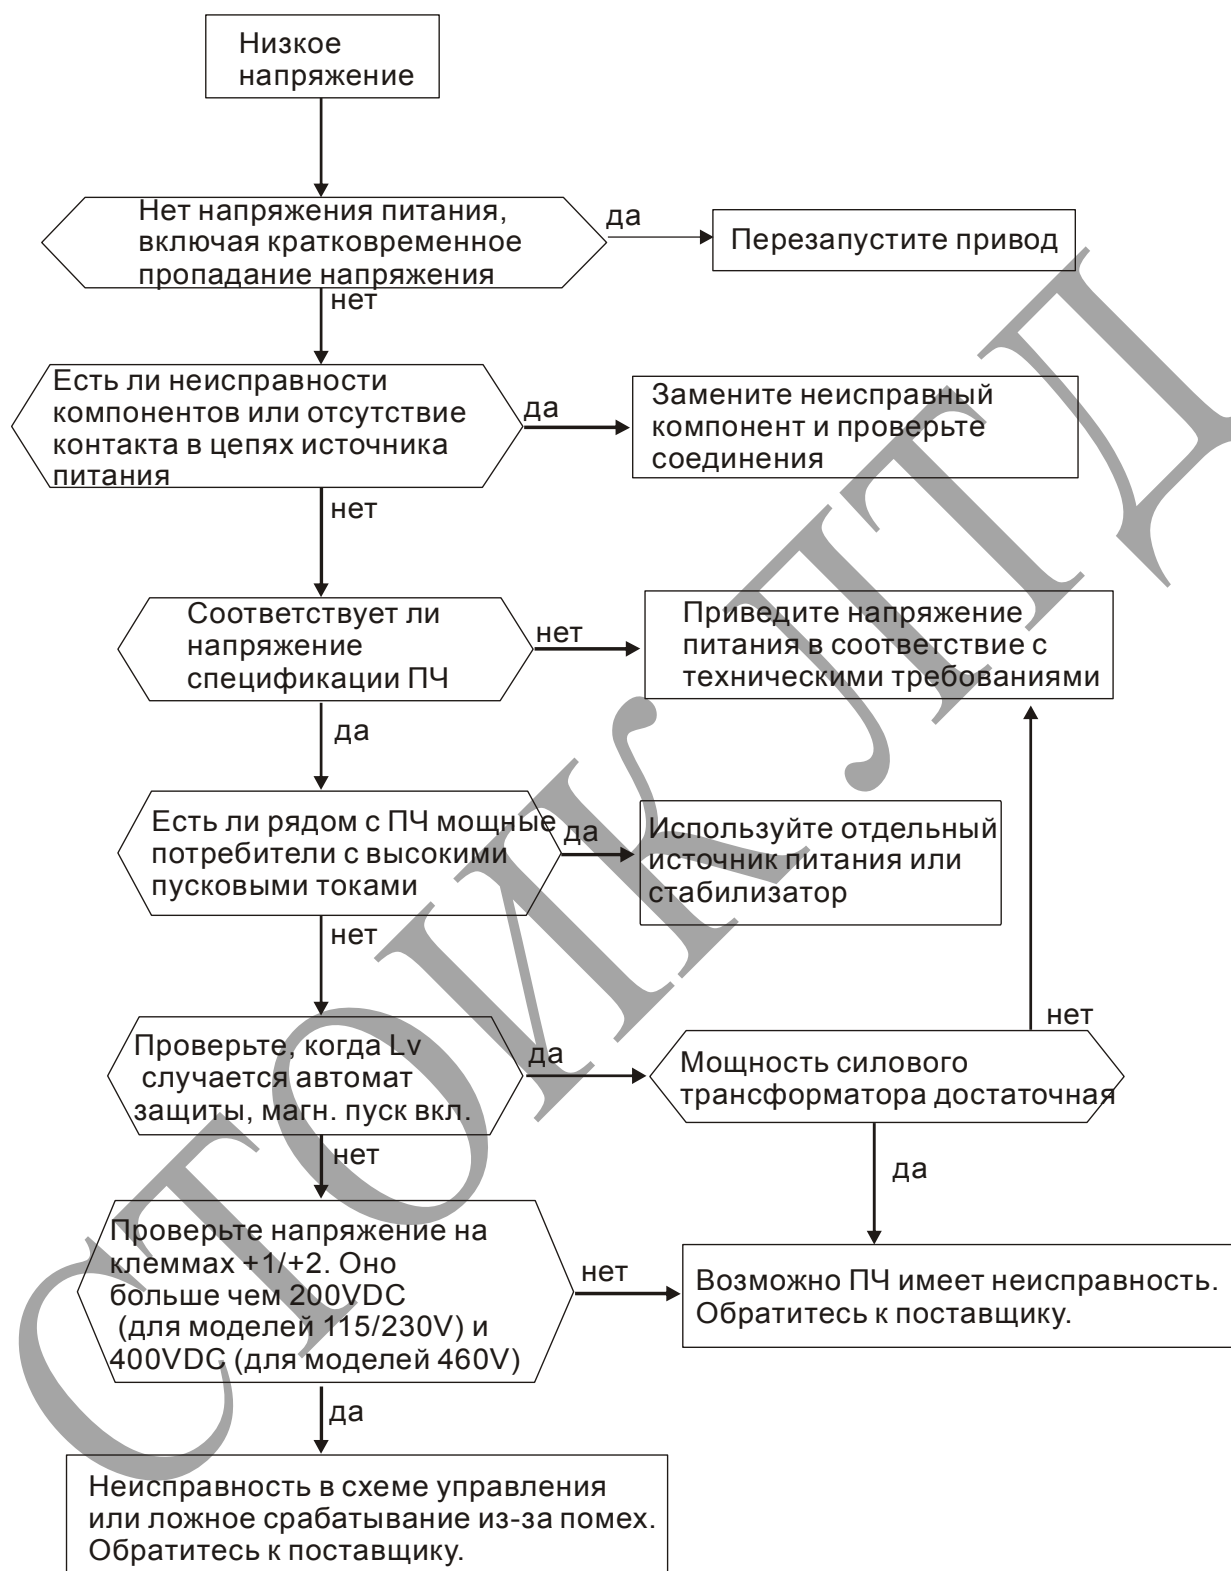 Низкое
напряжение
Нет напряжения питания,
включая кратковременное
пропадание напряжения
да
Перезапустите привод
нет
Есть ли неисправности
компонентов или отсутствие
контакта в цепях источника
питания
да
Замените неисправный
компонент и проверьте
соединения
нет
Соответствует ли
напряжение
спецификации ПЧ
нет
Приведите напряжение
питания в соответствие с
техническими требованиями
да
Есть ли рядом с ПЧ мощные
потребители с высокими
пусковыми токами
да
Используйте отдельный
источник питания или
стабилизатор
нет
Проверьте, когда Lv
случается автомат
защиты, магн. пуск вкл.
да
Мощность силового
трансформатора достаточная
нет
нет
да
Проверьте напряжение на
клеммах +1/+2. Оно
больше чем 200VDC
(для моделей 115/230V) и
400VDC (для моделей 460V)
нет
Возможно ПЧ имеет неисправность.
Обратитесь к поставщику.
да
Неисправность в схеме управления
или ложное срабатывание из-за помех.
Обратитесь к поставщику.
СТОИК ЛТД